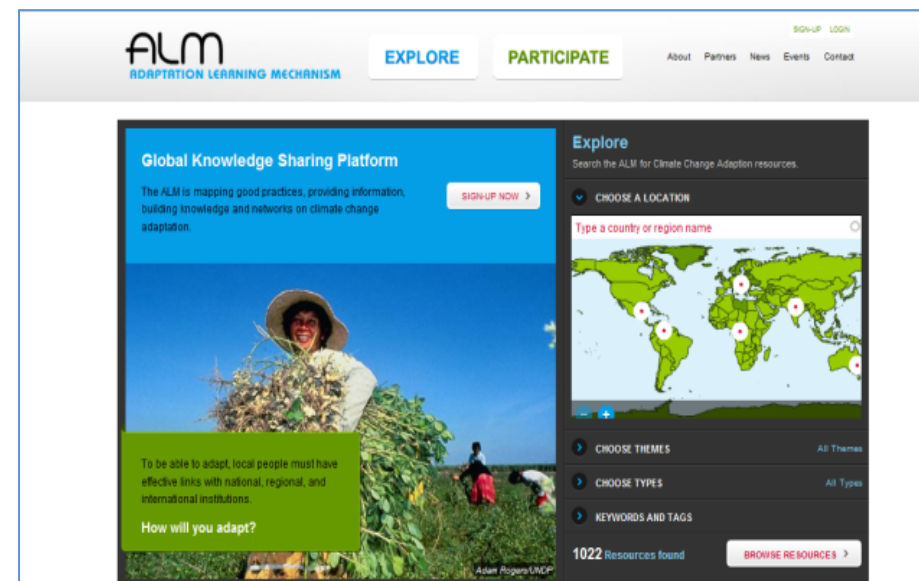 SIGN-UP LOGIN
ALM
ADAPTATION LEARNING MECHANISM
EXPLORE
PARTICIPATE
About Partners News Events Contact
Global Knowledge Sharing Platform
The ALM is mapping good practices, providing information,
building knowledge and networks on climate change
adaptation.
SIGN-UP NOW
To be able to adapt, local people must have
effective links with national, regional, and
international institutions.
How will you adapt?
Adam Rogers/UNDP
Explore
Search the ALM for Climate Change Adaption resources.
CHOOSE A LOCATION
Type a country or region name
CHOOSE THEMES
All Themes
CHOOSE TYPES
All Types
KEYWORDS AND TAGS
1022 Resources found
BROWSE RESOURCES